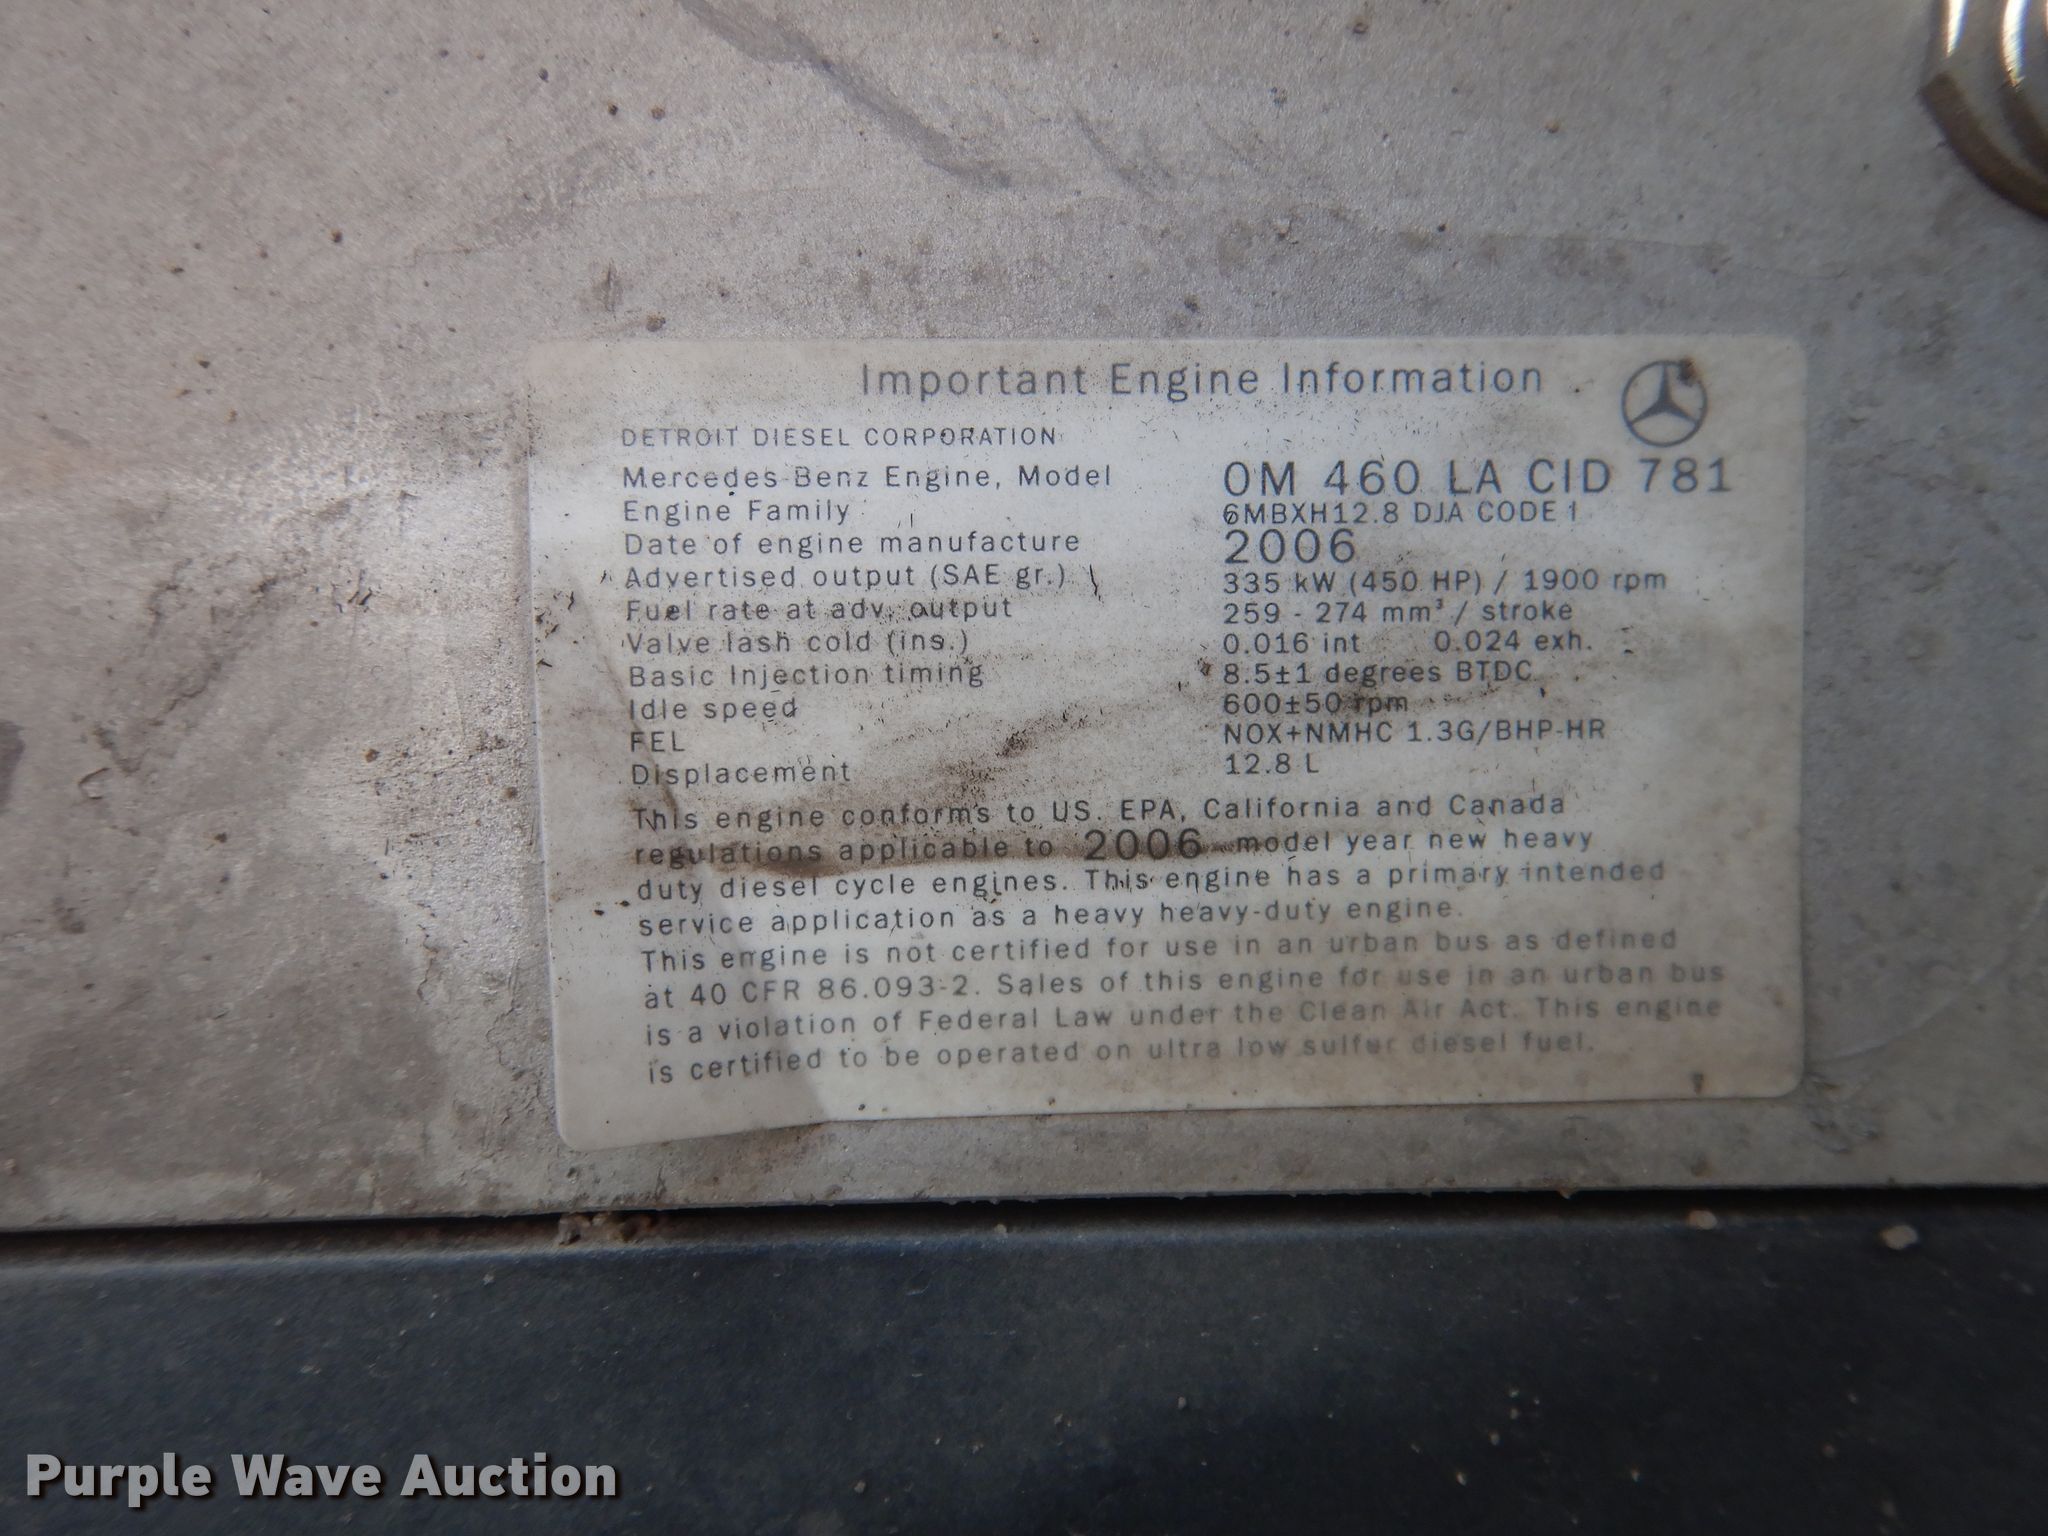 Important Engine Information
DETROIT DIESEL CORPORATION
Mercedes Benz Engine, Model OM 460 LA CID 781
Engine Family 6MBXH12.8 DJA CODE 1
Date of engine manufacture 2006
Advertised output (SAE gr.) 335 kW (450 HP) / 1900 rpm
Fuel rate at adv. output 259 - 274 mm³ / stroke
Valve lash cold (ins.) 0.016 int 0.024 exh.
Basic Injection timing 8.5±1 degrees BTDC
Idle speed 600±50 rpm
FEL NOX+NMHC 1.3G/BHP-HR
Displacement 12.8 L
This engine conforms to US. EPA, California and Canada
regulations applicable to 2006 model year new heavy
duty diesel cycle engines. This engine has a primary intended
service application as a heavy heavy-duty engine.
This engine is not certified for use in an urban bus as defined
at 40 CFR 86.093-2. Sales of this engine for use in an urban bus
is a violation of Federal Law under the Clean Air Act. This engine
is certified to be operated on ultra low sulfur diesel fuel.
Purple Wave Auction